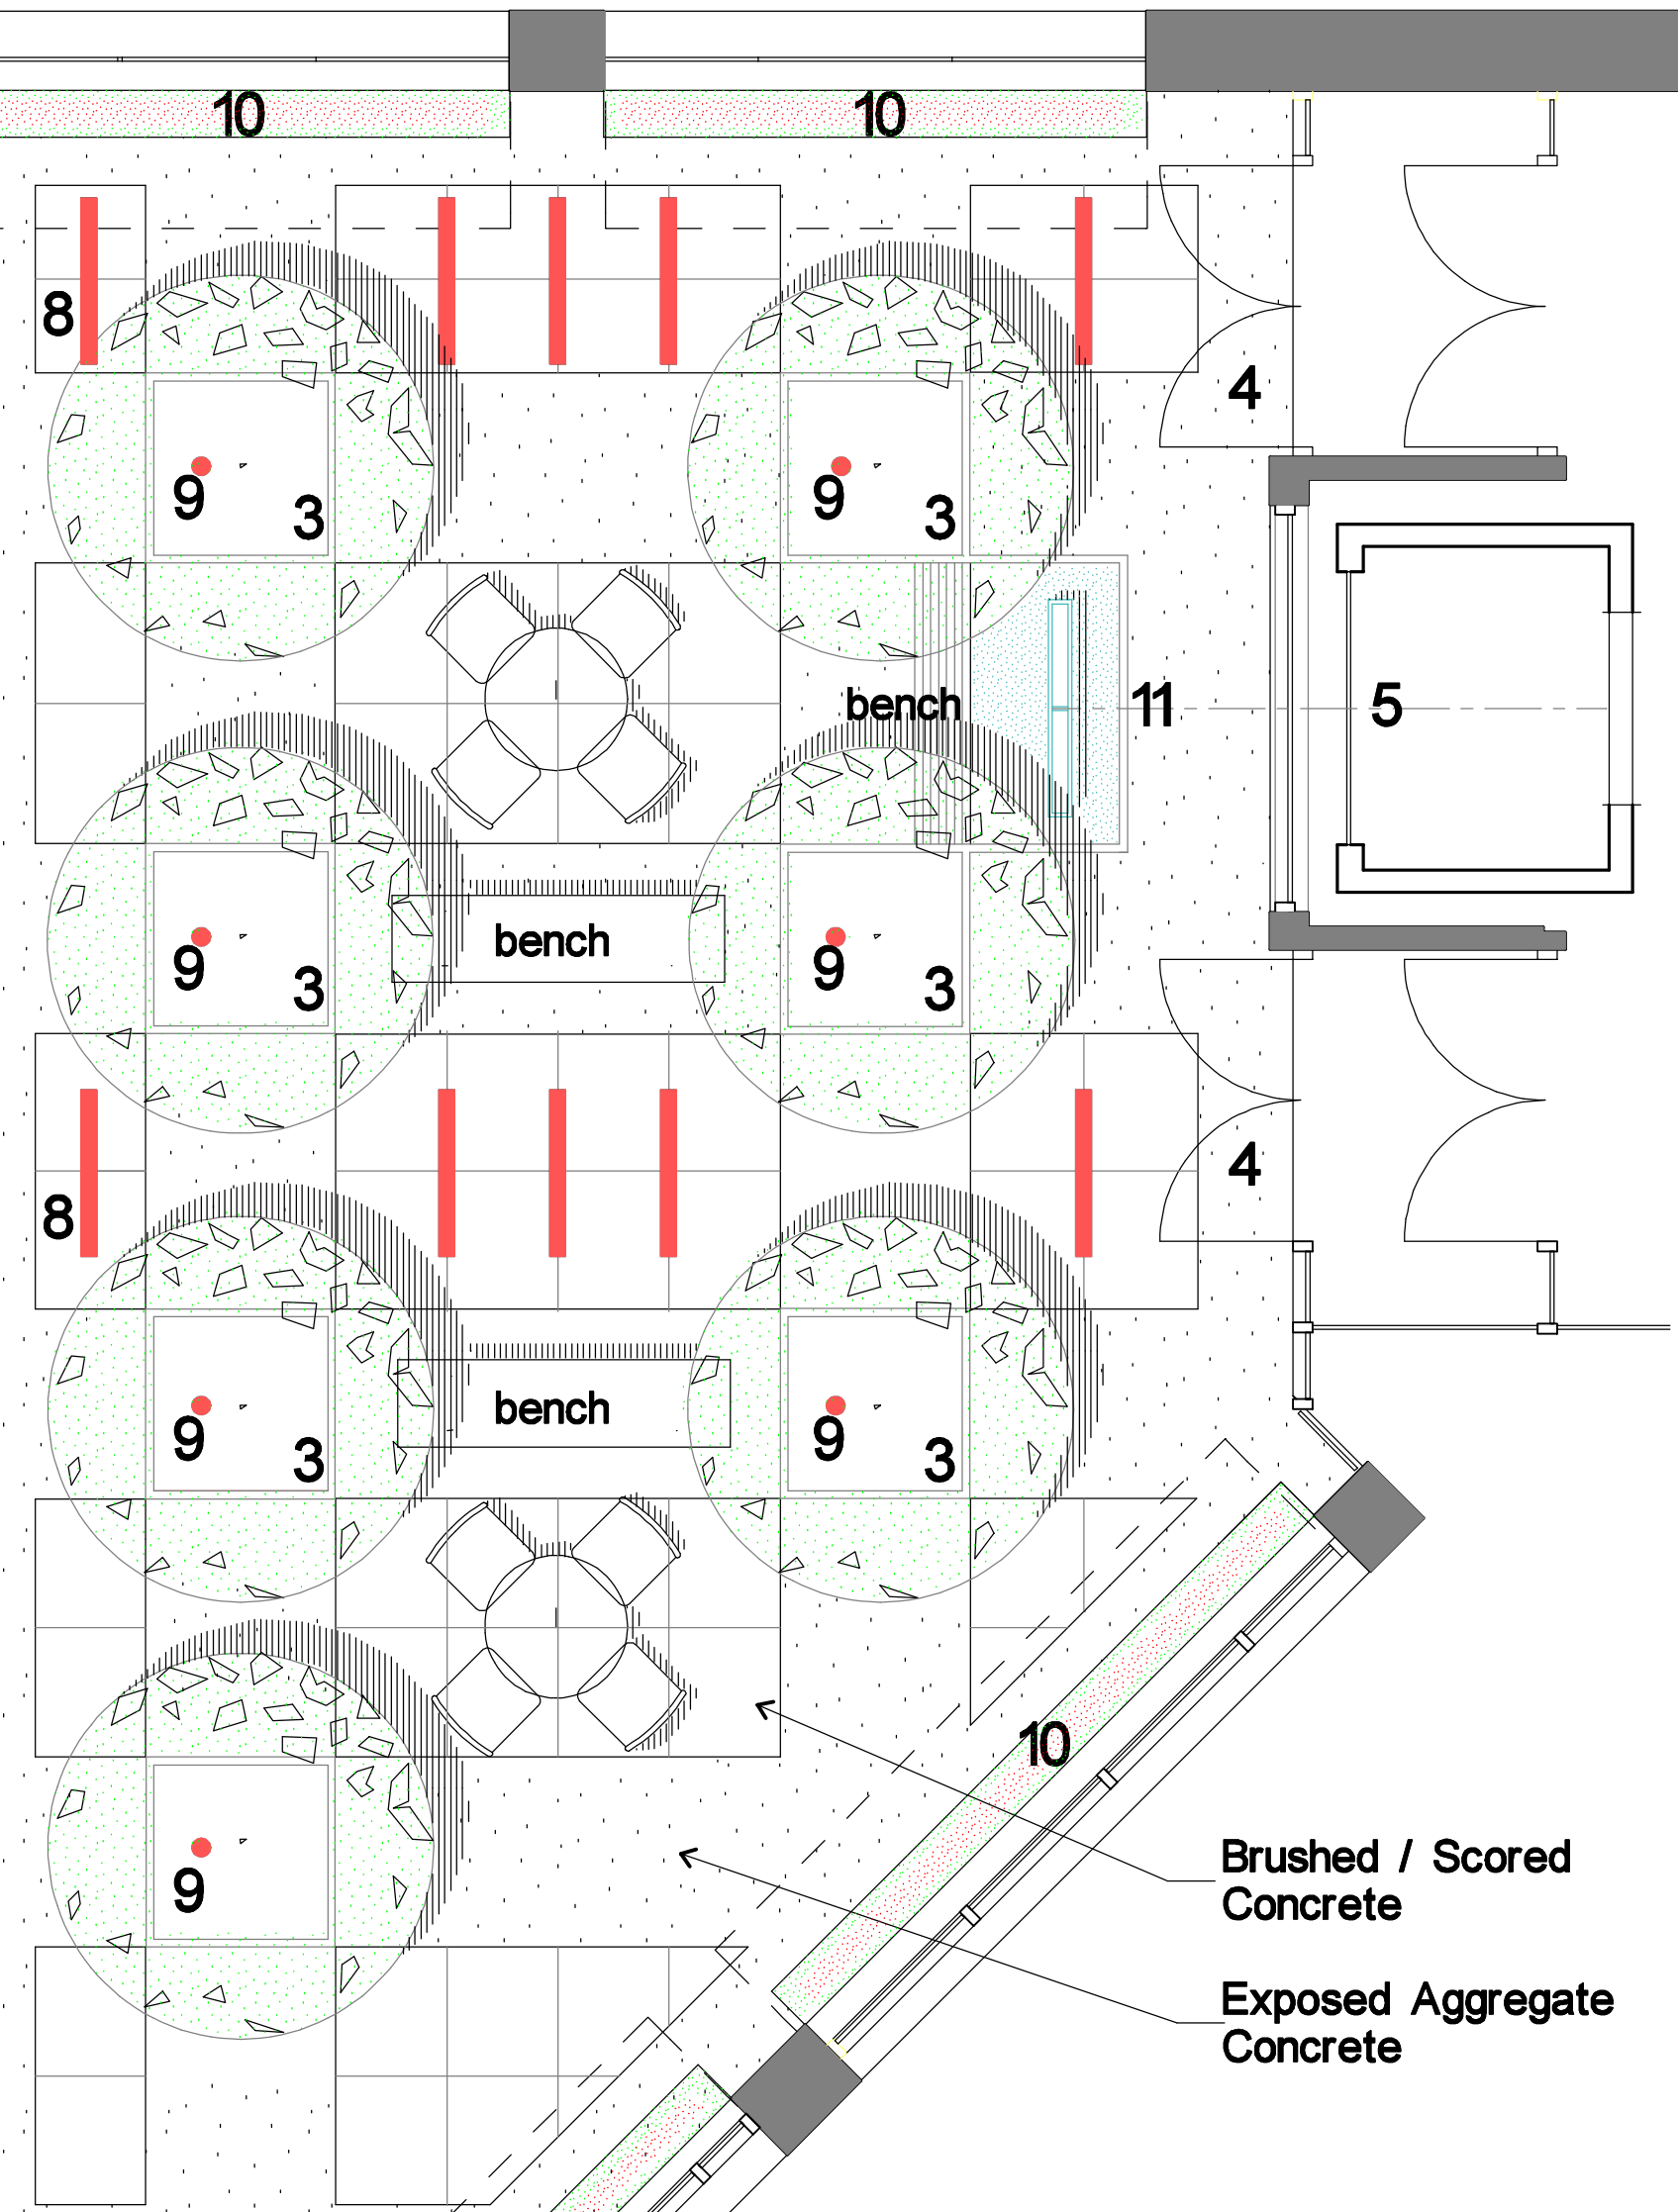 10 10
8
4
9 3 9 3
bench 11 5
bench
9 3 9 3
4
8
bench
9 3 9 3
10
Brushed / Scored
Concrete
9
Exposed Aggregate
Concrete